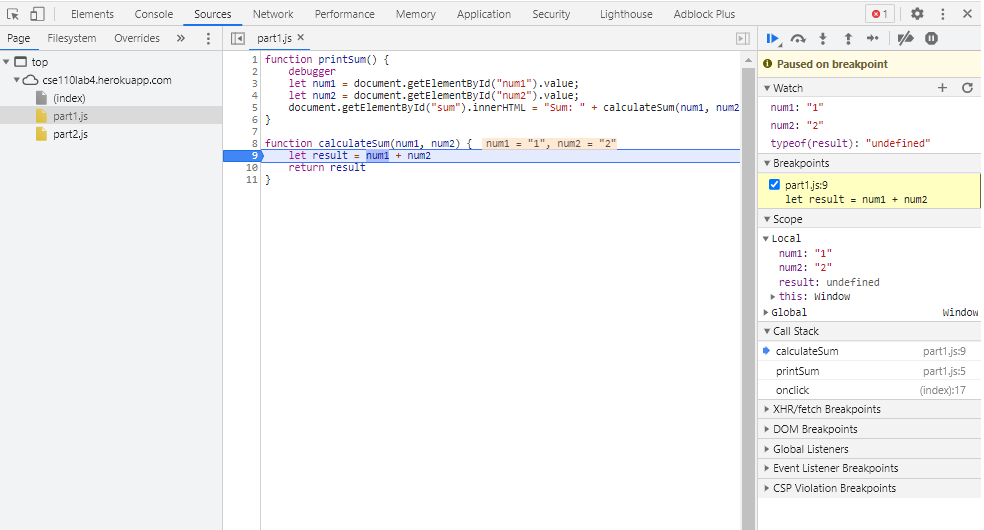 Elements Console Sources Network Performance Memory Application Security Lighthouse Adblock Plus 1
Page Filesystem Overrides » part1.js ×
top
cse110lab4.herokuapp.com
(index)
part1.js
part2.js
1 function printSum() {
2 debugger
3 let num1 = document.getElementById("num1").value;
4 let num2 = document.getElementById("num2").value;
5 document.getElementById("sum").innerHTML = "Sum: " + calculateSum(num1, num2
6 }
7
8 function calculateSum(num1, num2) { num1 = "1", num2 = "2"
9 let result = num1 + num2
10 return result
11 }
Paused on breakpoint
Watch
num1: "1"
num2: "2"
typeof(result): "undefined"
Breakpoints
part1.js:9
let result = num1 + num2
Scope
Local
num1: "1"
num2: "2"
result: undefined
this: Window
Global Window
Call Stack
calculateSum part1.js:9
printSum part1.js:5
onclick (index):17
XHR/fetch Breakpoints
DOM Breakpoints
Global Listeners
Event Listener Breakpoints
CSP Violation Breakpoints